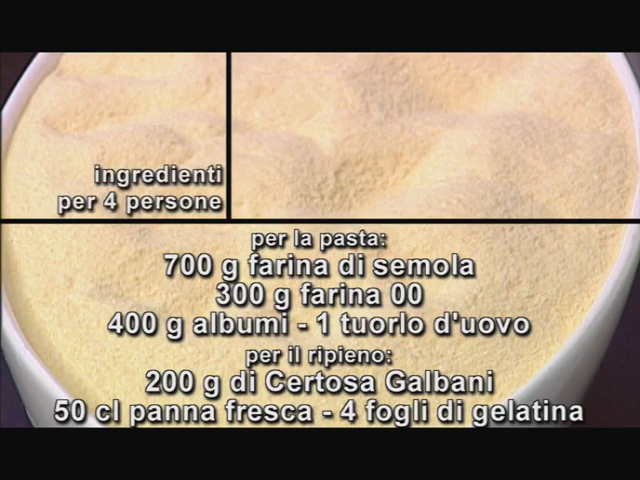 ingredienti
per 4 persone
per la pasta:
700 g farina di semola
300 g farina 00
400 g albumi - 1 tuorlo d'uovo
per il ripieno:
200 g di Certosa Galbani
50 cl panna fresca - 4 fogli di gelatina